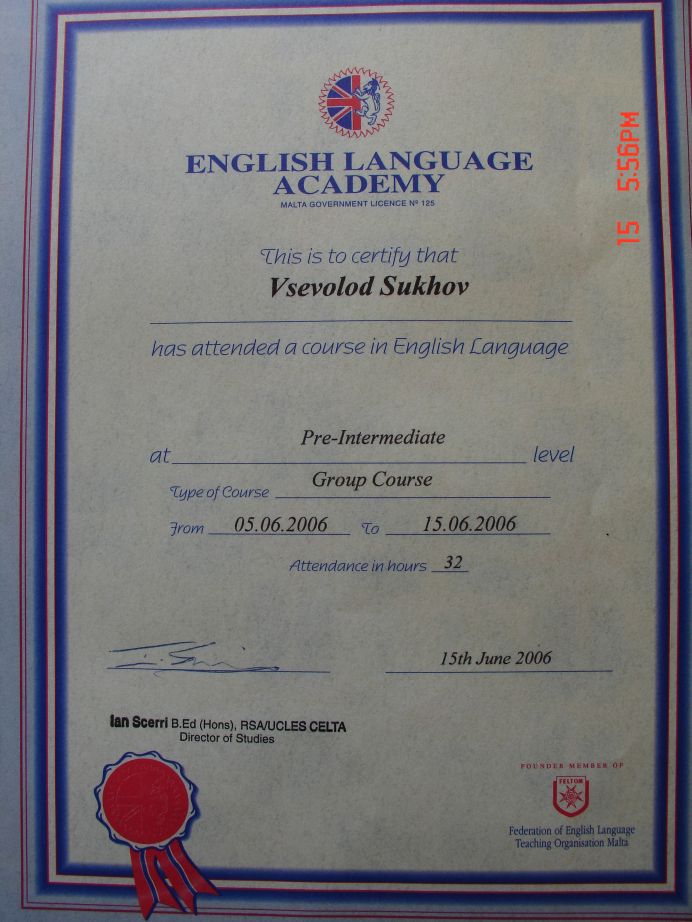 ENGLISH LANGUAGE
ACADEMY
MALTA GOVERNMENT LICENCE Nº 125
This is to certify that
Vsevolod Sukhov
has attended a course in English Language
Pre-Intermediate
at level
Group Course
Type of Course
From 05.06.2006 To 15.06.2006
Attendance in hours 32
15th June 2006
Ian Scerri B.Ed (Hons), RSA/UCLES CELTA
Director of Studies
FOUNDER MEMBER OF
FELTOM
Federation of English Language
Teaching Organisation Malta
15 5:56PM